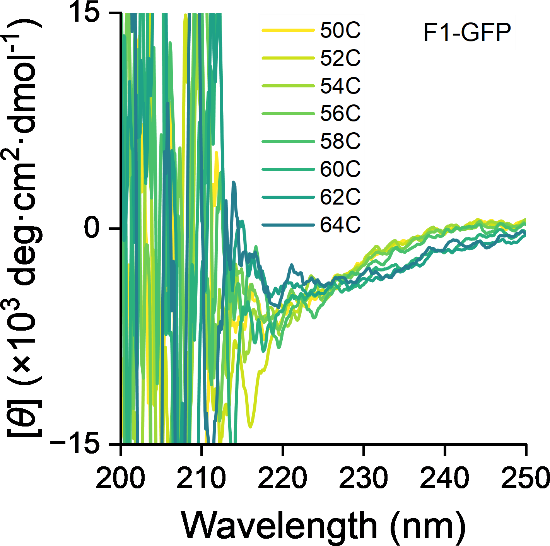 15
0
−15
[θ] (×10³ deg·cm²·dmol⁻¹)
50C
52C
54C
56C
58C
60C
62C
64C
F1-GFP
200 210 220 230 240 250
Wavelength (nm)